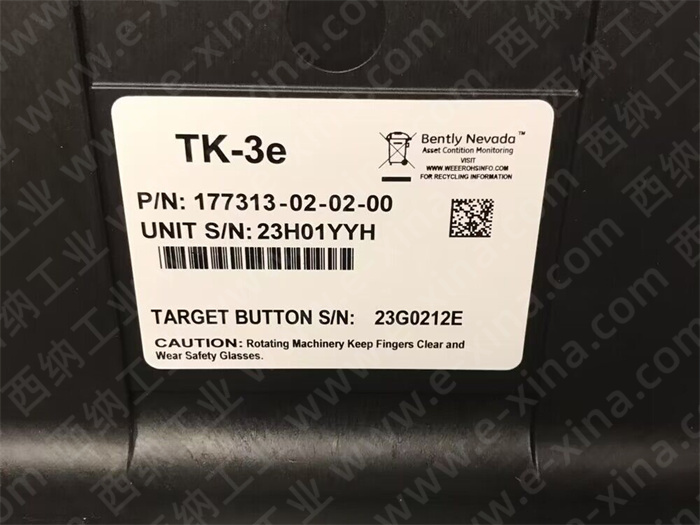 TK-3e
Bently Nevada™
Asset Contition Monitoring
VISIT
WWW.WEEEROHSINFO.COM
FOR RECYCLING INFORMATION
P/N: 177313-02-02-00
UNIT S/N: 23H01YYH
TARGET BUTTON S/N: 23G0212E
CAUTION: Rotating Machinery Keep Fingers Clear and
Wear Safety Glasses.
西纳工业 www.e-xina.com